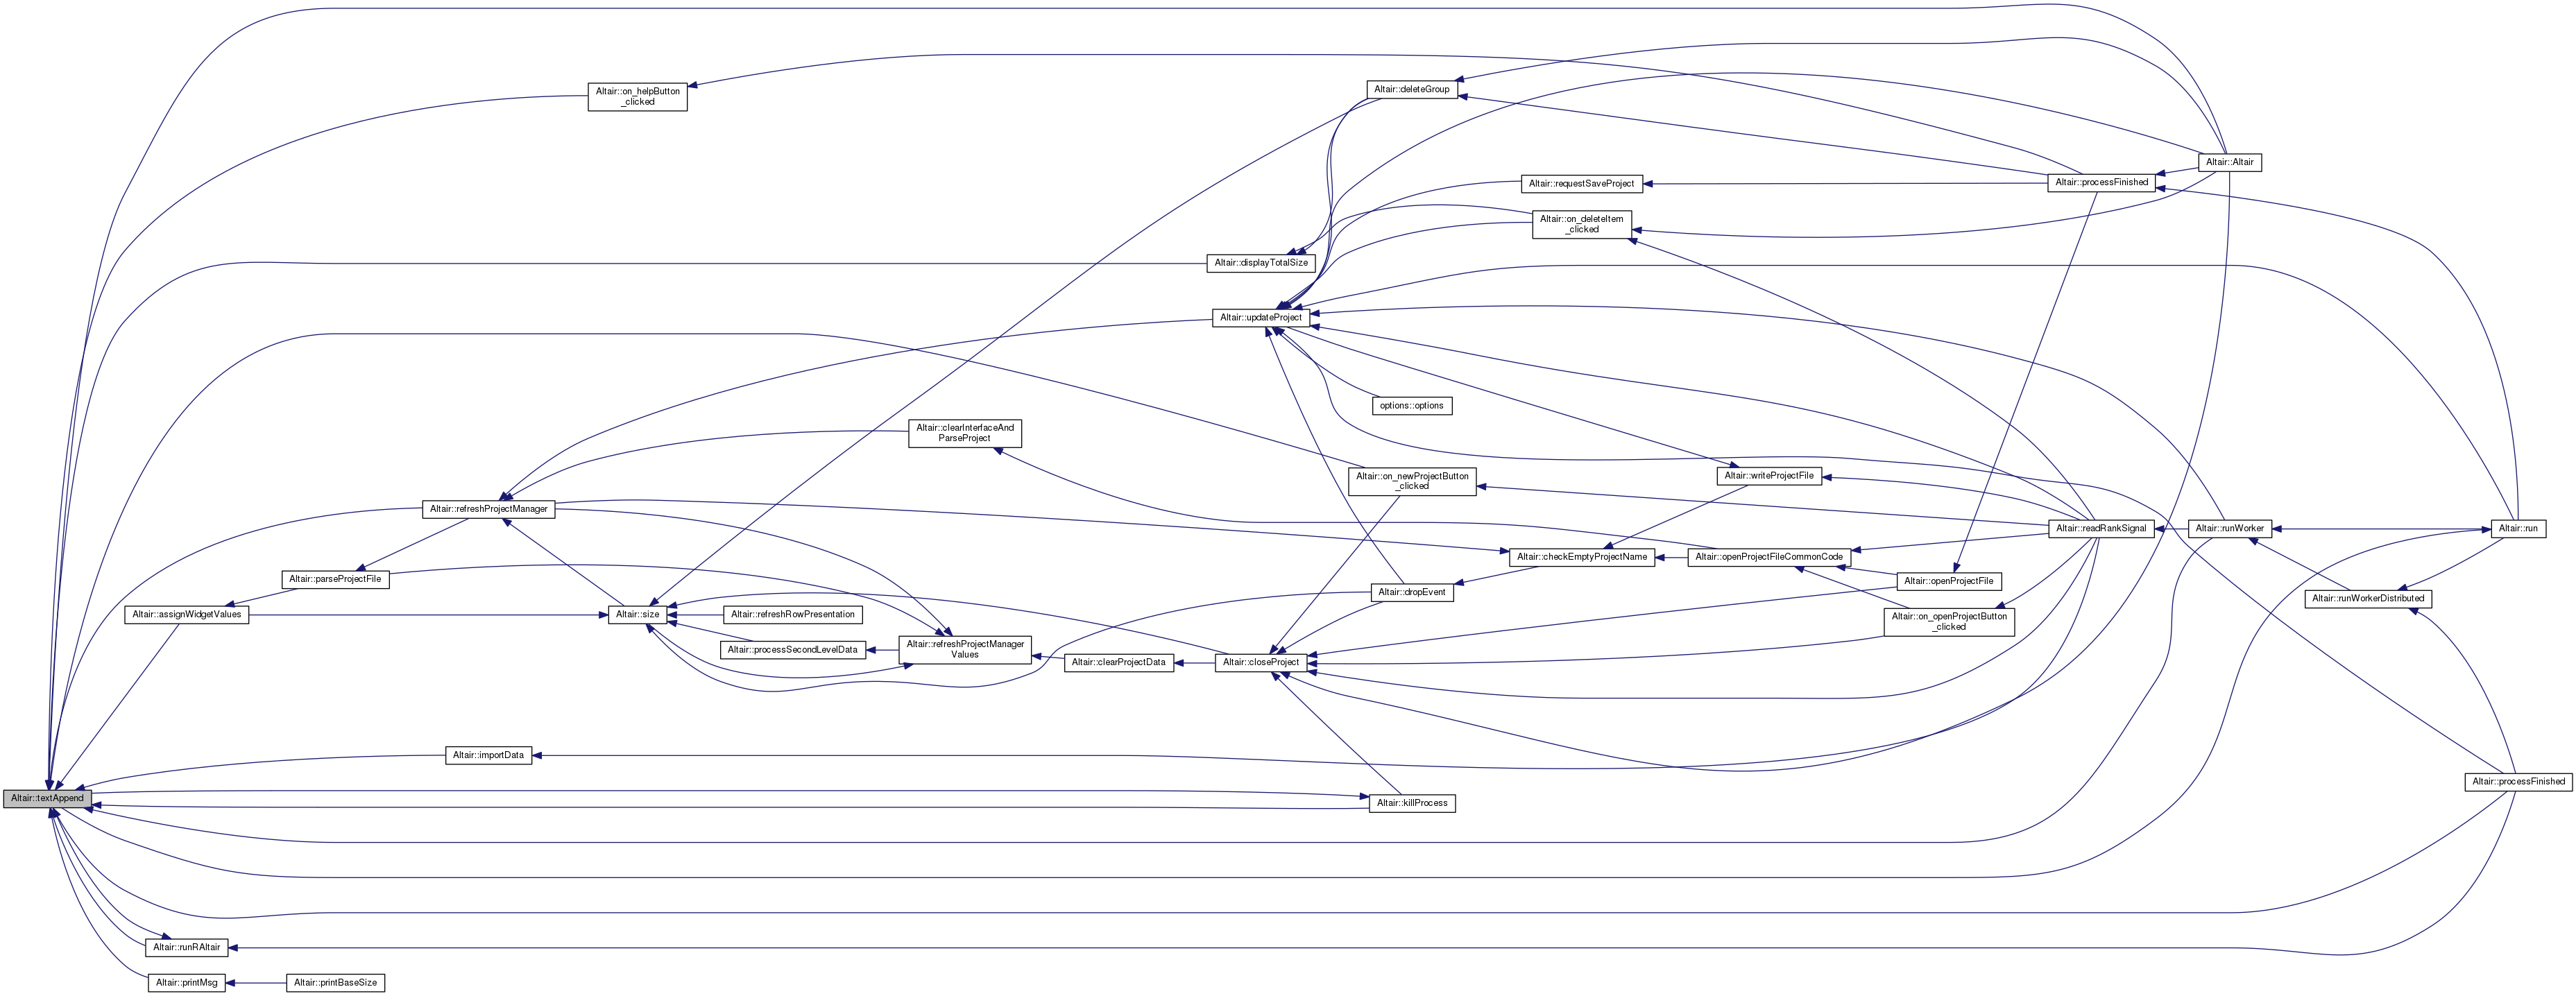 Altair::on_helpButton
_clicked
Altair::deleteGroup
Altair::Altair
Altair::requestSaveProject
Altair::processFinished
Altair::on_deleteItem
_clicked
Altair::displayTotalSize
Altair::updateProject
options::options
Altair::clearInterfaceAnd
ParseProject
Altair::on_newProjectButton
_clicked
Altair::writeProjectFile
Altair::refreshProjectManager
Altair::readRankSignal
Altair::runWorker
Altair::run
Altair::checkEmptyProjectName
Altair::openProjectFileCommonCode
Altair::parseProjectFile
Altair::openProjectFile
Altair::dropEvent
Altair::runWorkerDistributed
Altair::assignWidgetValues
Altair::size
Altair::refreshRowPresentation
Altair::on_openProjectButton
_clicked
Altair::processSecondLevelData
Altair::refreshProjectManager
Values
Altair::clearProjectData
Altair::closeProject
Altair::importData
Altair::processFinished
Altair::textAppend
Altair::killProcess
Altair::runRAltair
Altair::printMsg
Altair::printBaseSize